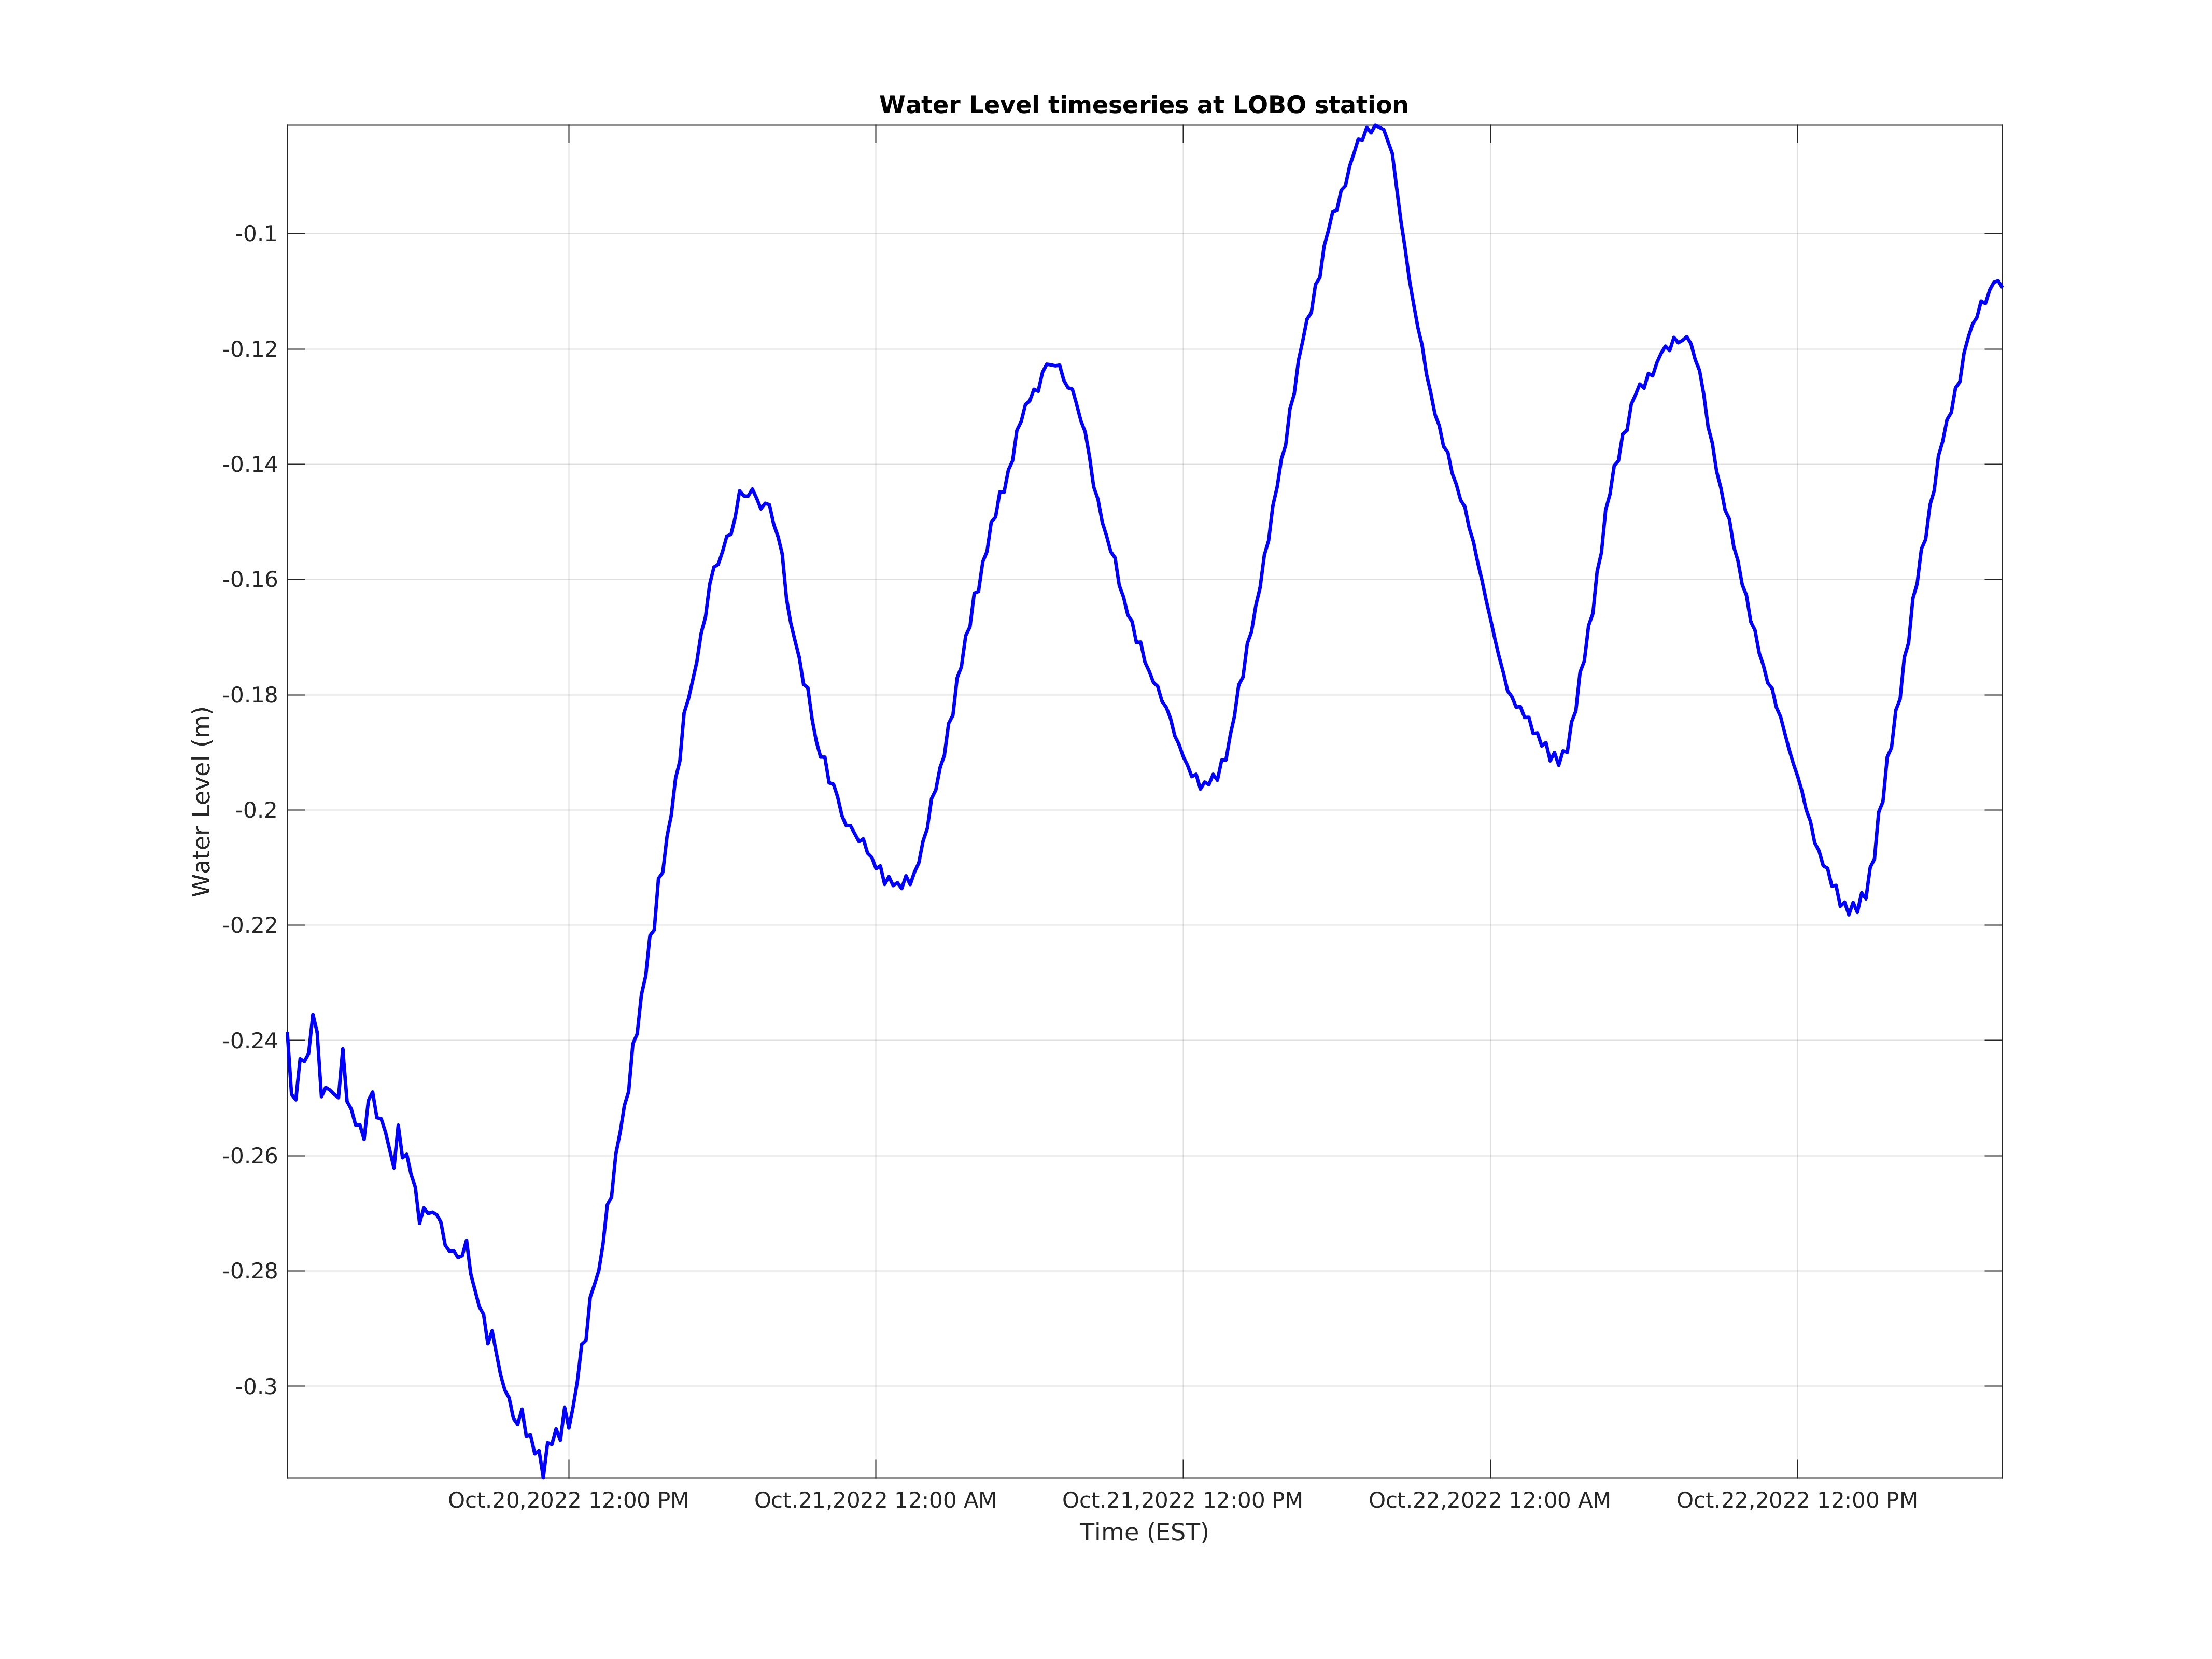 Water Level timeseries at LOBO station
-0.1
-0.12
-0.14
-0.16
-0.18
-0.2
-0.22
-0.24
-0.26
-0.28
-0.3
Water Level (m)
Oct.20,2022 12:00 PM
Oct.21,2022 12:00 AM
Oct.21,2022 12:00 PM
Oct.22,2022 12:00 AM
Oct.22,2022 12:00 PM
Time (EST)